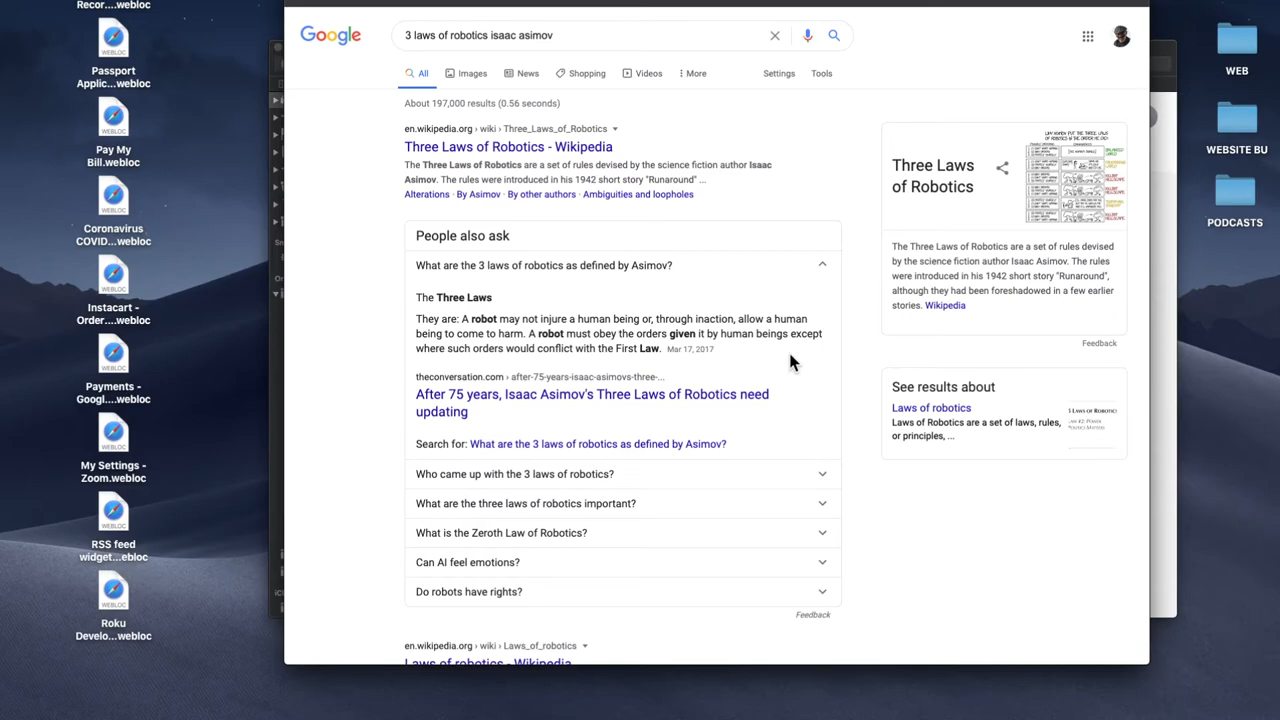 Recor....webloc
Passport
Applic...webloc
Pay My
Bill.webloc
Coronavirus
COVID...webloc
Instacart -
Order...webloc
Payments -
Googl...webloc
My Settings -
Zoom.webloc
RSS feed
widget...ebloc
Roku
Develo...webloc
WEBLOC
WEBLOC
WEBLOC
WEBLOC
WEBLOC
WEBLOC
WEBLOC
WEBLOC
Google
3 laws of robotics isaac asimov
All
Images
News
Shopping
Videos
More
Settings
Tools
About 197,000 results (0.56 seconds)
en.wikipedia.org › wiki › Three_Laws_of_Robotics
Three Laws of Robotics - Wikipedia
The Three Laws of Robotics are a set of rules devised by the science fiction author Isaac
Asimov. The rules were introduced in his 1942 short story "Runaround" ...
Alterations · By Asimov · By other authors · Ambiguities and loopholes
People also ask
What are the 3 laws of robotics as defined by Asimov?
The Three Laws
They are: A robot may not injure a human being or, through inaction, allow a human
being to come to harm. A robot must obey the orders given it by human beings except
where such orders would conflict with the First Law. Mar 17, 2017
theconversation.com › after-75-years-isaac-asimovs-three-...
After 75 years, Isaac Asimov's Three Laws of Robotics need
updating
Search for: What are the 3 laws of robotics as defined by Asimov?
Who came up with the 3 laws of robotics?
What are the three laws of robotics important?
What is the Zeroth Law of Robotics?
Can AI feel emotions?
Do robots have rights?
Feedback
en.wikipedia.org › wiki › Laws_of_robotics
Laws of robotics - Wikipedia
Three Laws
of Robotics
The Three Laws of Robotics are a set of rules devised
by the science fiction author Isaac Asimov. The rules
were introduced in his 1942 short story "Runaround",
although they had been foreshadowed in a few earlier
stories. Wikipedia
Feedback
See results about
Laws of robotics
Laws of Robotics are a set of laws, rules,
or principles, ...
WEB
WEBSITE BU
PODCASTS